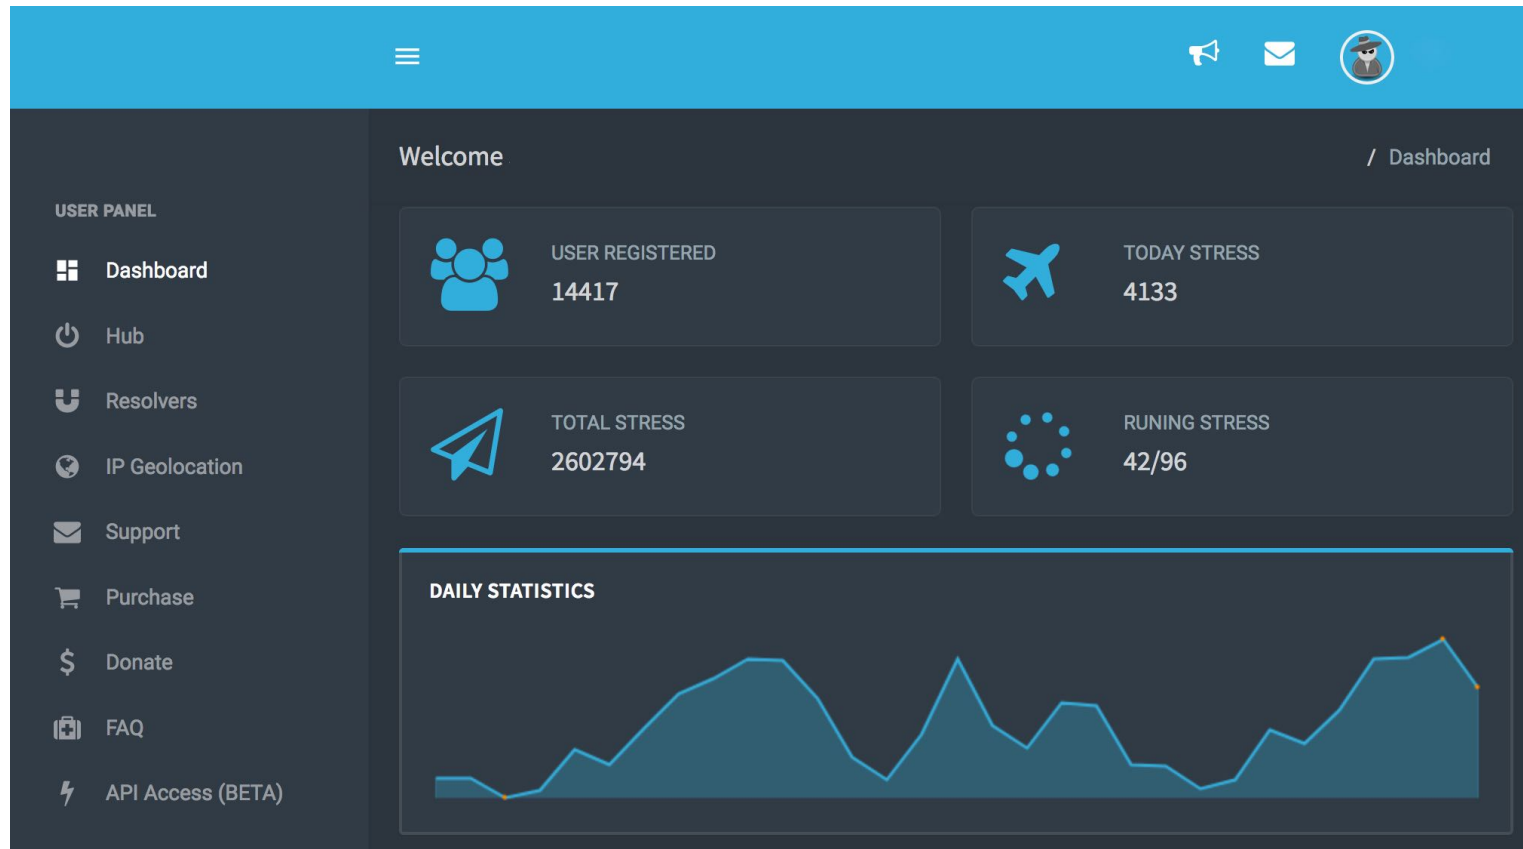 Welcome
/ Dashboard
USER PANEL
Dashboard
Hub
Resolvers
IP Geolocation
Support
Purchase
Donate
FAQ
API Access (BETA)
USER REGISTERED
14417
TODAY STRESS
4133
TOTAL STRESS
2602794
RUNING STRESS
42/96
DAILY STATISTICS